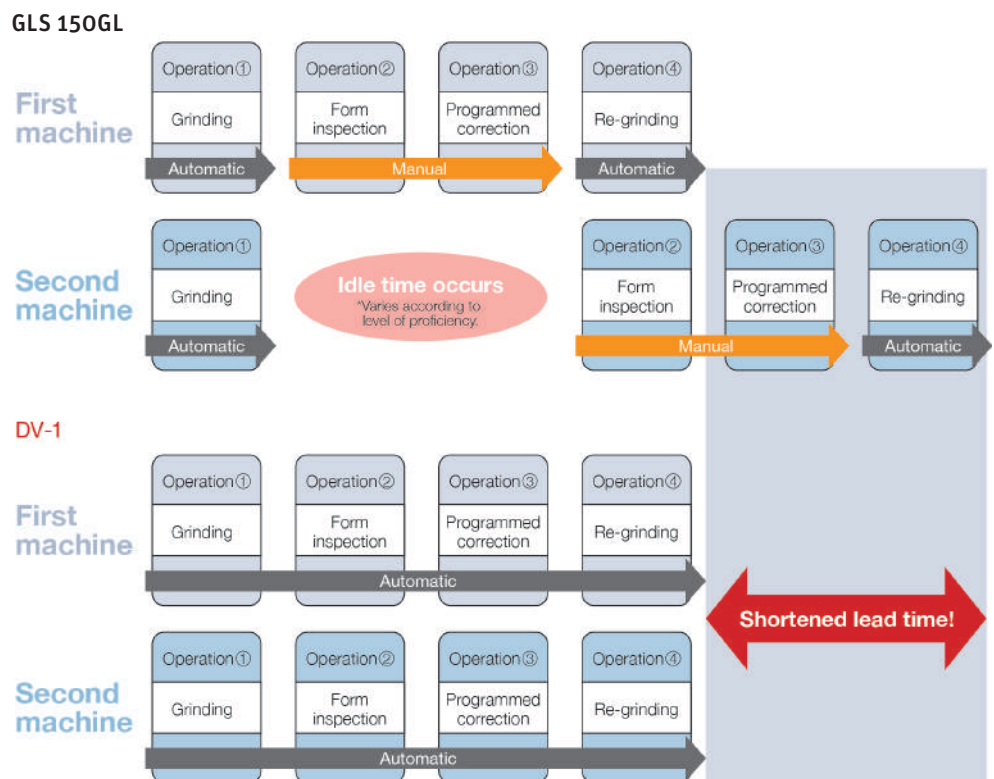 GLS 150GL
First
machine
Operation①
Operation②
Operation③
Operation④
Grinding
Form
inspection
Programmed
correction
Re-grinding
Automatic
Manual
Automatic
Second
machine
Operation①
Grinding
Automatic
Idle time occurs
*Varies according to
level of proficiency.
Operation②
Operation③
Operation④
Form
inspection
Programmed
correction
Re-grinding
Manual
Automatic
DV-1
First
machine
Operation①
Operation②
Operation③
Operation④
Grinding
Form
inspection
Programmed
correction
Re-grinding
Automatic
Shortened lead time!
Second
machine
Operation①
Operation②
Operation③
Operation④
Grinding
Form
inspection
Programmed
correction
Re-grinding
Automatic